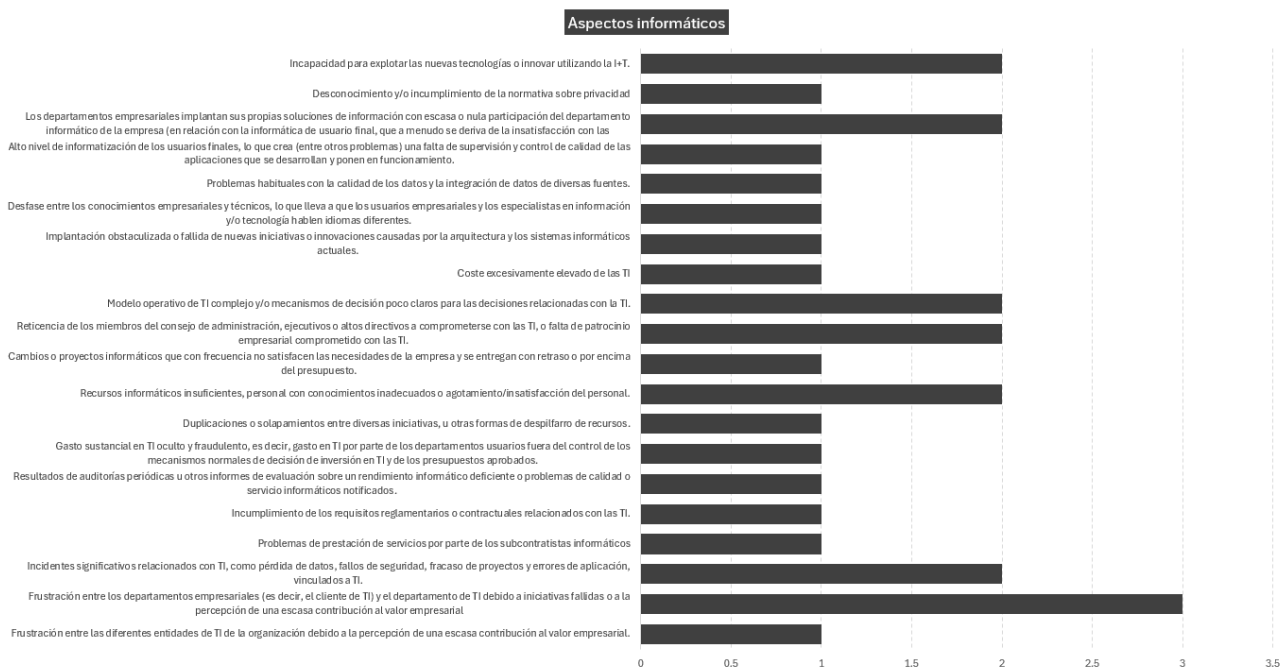 Aspectos informáticos
Incapacidad para explotar las nuevas tecnologías o innovar utilizando la I+T.
Desconocimiento y/o incumplimiento de la normativa sobre privacidad
Los departamentos empresariales implantan sus propias soluciones de información con escasa o nula participación del departamento
informático de la empresa (en relación con la informática de usuario final, que a menudo se deriva de la insatisfacción con las
Alto nivel de informatización de los usuarios finales, lo que crea (entre otros problemas) una falta de supervisión y control de calidad de las
aplicaciones que se desarrollan y ponen en funcionamiento.
Problemas habituales con la calidad de los datos y la integración de datos de diversas fuentes.
Desfase entre los conocimientos empresariales y técnicos, lo que lleva a que los usuarios empresariales y los especialistas en información
y/o tecnología hablen idiomas diferentes.
Implantación obstaculizada o fallida de nuevas iniciativas o innovaciones causadas por la arquitectura y los sistemas informáticos
actuales.
Coste excesivamente elevado de las TI
Modelo operativo de TI complejo y/o mecanismos de decisión poco claros para las decisiones relacionadas con la TI.
Reticencia de los miembros del consejo de administración, ejecutivos o altos directivos a comprometerse con las TI, o falta de patrocinio
empresarial comprometido con las TI.
Cambios o proyectos informáticos que con frecuencia no satisfacen las necesidades de la empresa y se entregan con retraso o por encima
del presupuesto.
Recursos informáticos insuficientes, personal con conocimientos inadecuados o agotamiento/insatisfacción del personal.
Duplicaciones o solapamientos entre diversas iniciativas, u otras formas de despilfarro de recursos.
Gasto sustancial en TI oculto y fraudulento, es decir, gasto en TI por parte de los departamentos usuarios fuera del control de los
mecanismos normales de decisión de inversión en TI y de los presupuestos aprobados.
Resultados de auditorías periódicas u otros informes de evaluación sobre un rendimiento informático deficiente o problemas de calidad o
servicio informáticos notificados.
Incumplimiento de los requisitos reglamentarios o contractuales relacionados con las TI.
Problemas de prestación de servicios por parte de los subcontratistas informáticos
Incidentes significativos relacionados con TI, como pérdida de datos, fallos de seguridad, fracaso de proyectos y errores de aplicación,
vinculados a TI.
Frustración entre los departamentos empresariales (es decir, el cliente de TI) y el departamento de TI debido a iniciativas fallidas o a la
percepción de una escasa contribución al valor empresarial
Frustración entre las diferentes entidades de TI de la organización debido a la percepción de una escasa contribución al valor empresarial.
0 0.5 1 1.5 2 2.5 3 3.5